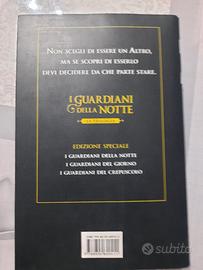 Non scegli di essere un Altro,
ma se scopri di esserlo
devi decidere da che parte stare.
I GUARDIANI
DELLA NOTTE
LA TRILOGIA
EDIZIONE SPECIALE
I GUARDIANI DELLA NOTTE
I GUARDIANI DEL GIORNO
I GUARDIANI DEL CREPUSCOLO
subito